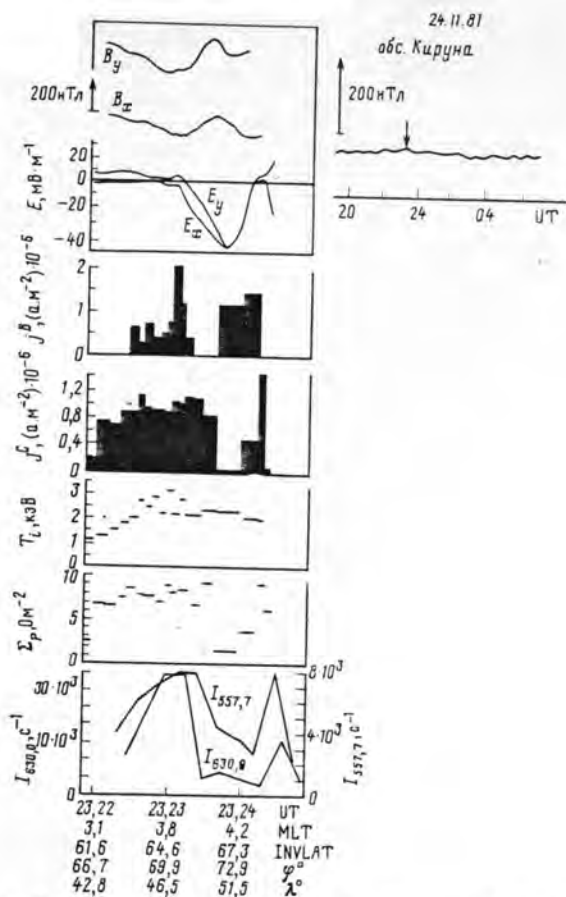 24.11.81
обс. Кируна
B_y
200нТл
B_x
200нТл
20
24
04
UT
E, мВ·м⁻¹
20
0
-20
-40
E_y
E_x
j^B, (а.м⁻²)·10⁻⁶
2
1
0
j^C, (а.м⁻²)·10⁻⁶
1,2
0,8
0,4
0
T_i, кэВ
3
2
1
0
Σ_p, Ом⁻²
10
5
0
I_630,0, с⁻¹
30·10³
10·10³
0
I_557,7
I_630,0
8·10³
4·10³
0
I_557,7, с⁻¹
23,22 23,23 23,24 UT
3,1 3,8 4,2 MLT
61,6 64,6 67,3 INVLAT
66,7 69,9 72,9 φ°
42,8 46,5 51,5 λ°